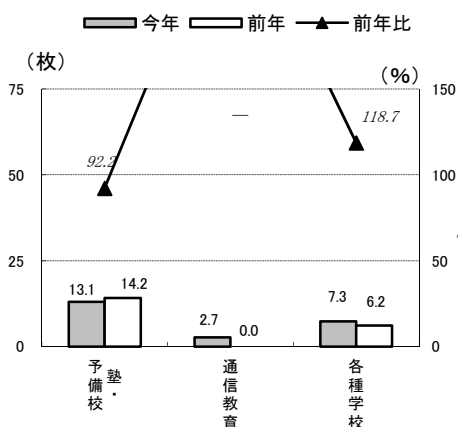 今年 前年 前年比
(枚) (%)
75 150
— 118.7
92.2
50 100
25 50
13.1 14.2 2.7 0.0 7.3 6.2
0 0
塾・予備校 通信教育 各種学校